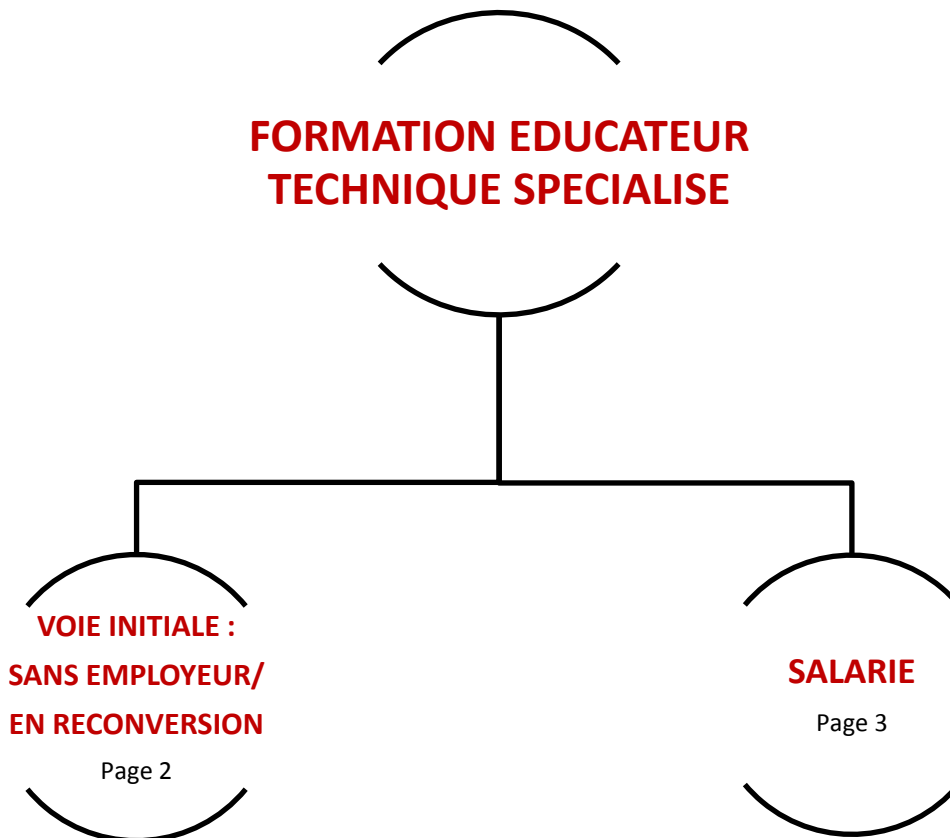 FORMATION EDUCATEUR
TECHNIQUE SPECIALISE
VOIE INITIALE :
SANS EMPLOYEUR/
EN RECONVERSION
Page 2
SALARIE
Page 3